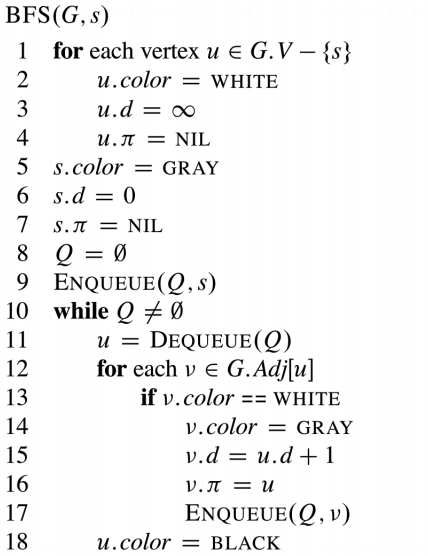 BFS(G, s)
1 for each vertex u ∈ G.V − {s}
2 u.color = WHITE
3 u.d = ∞
4 u.π = NIL
5 s.color = GRAY
6 s.d = 0
7 s.π = NIL
8 Q = Ø
9 ENQUEUE(Q, s)
10 while Q ≠ Ø
11 u = DEQUEUE(Q)
12 for each v ∈ G.Adj[u]
13 if v.color == WHITE
14 v.color = GRAY
15 v.d = u.d + 1
16 v.π = u
17 ENQUEUE(Q, v)
18 u.color = BLACK